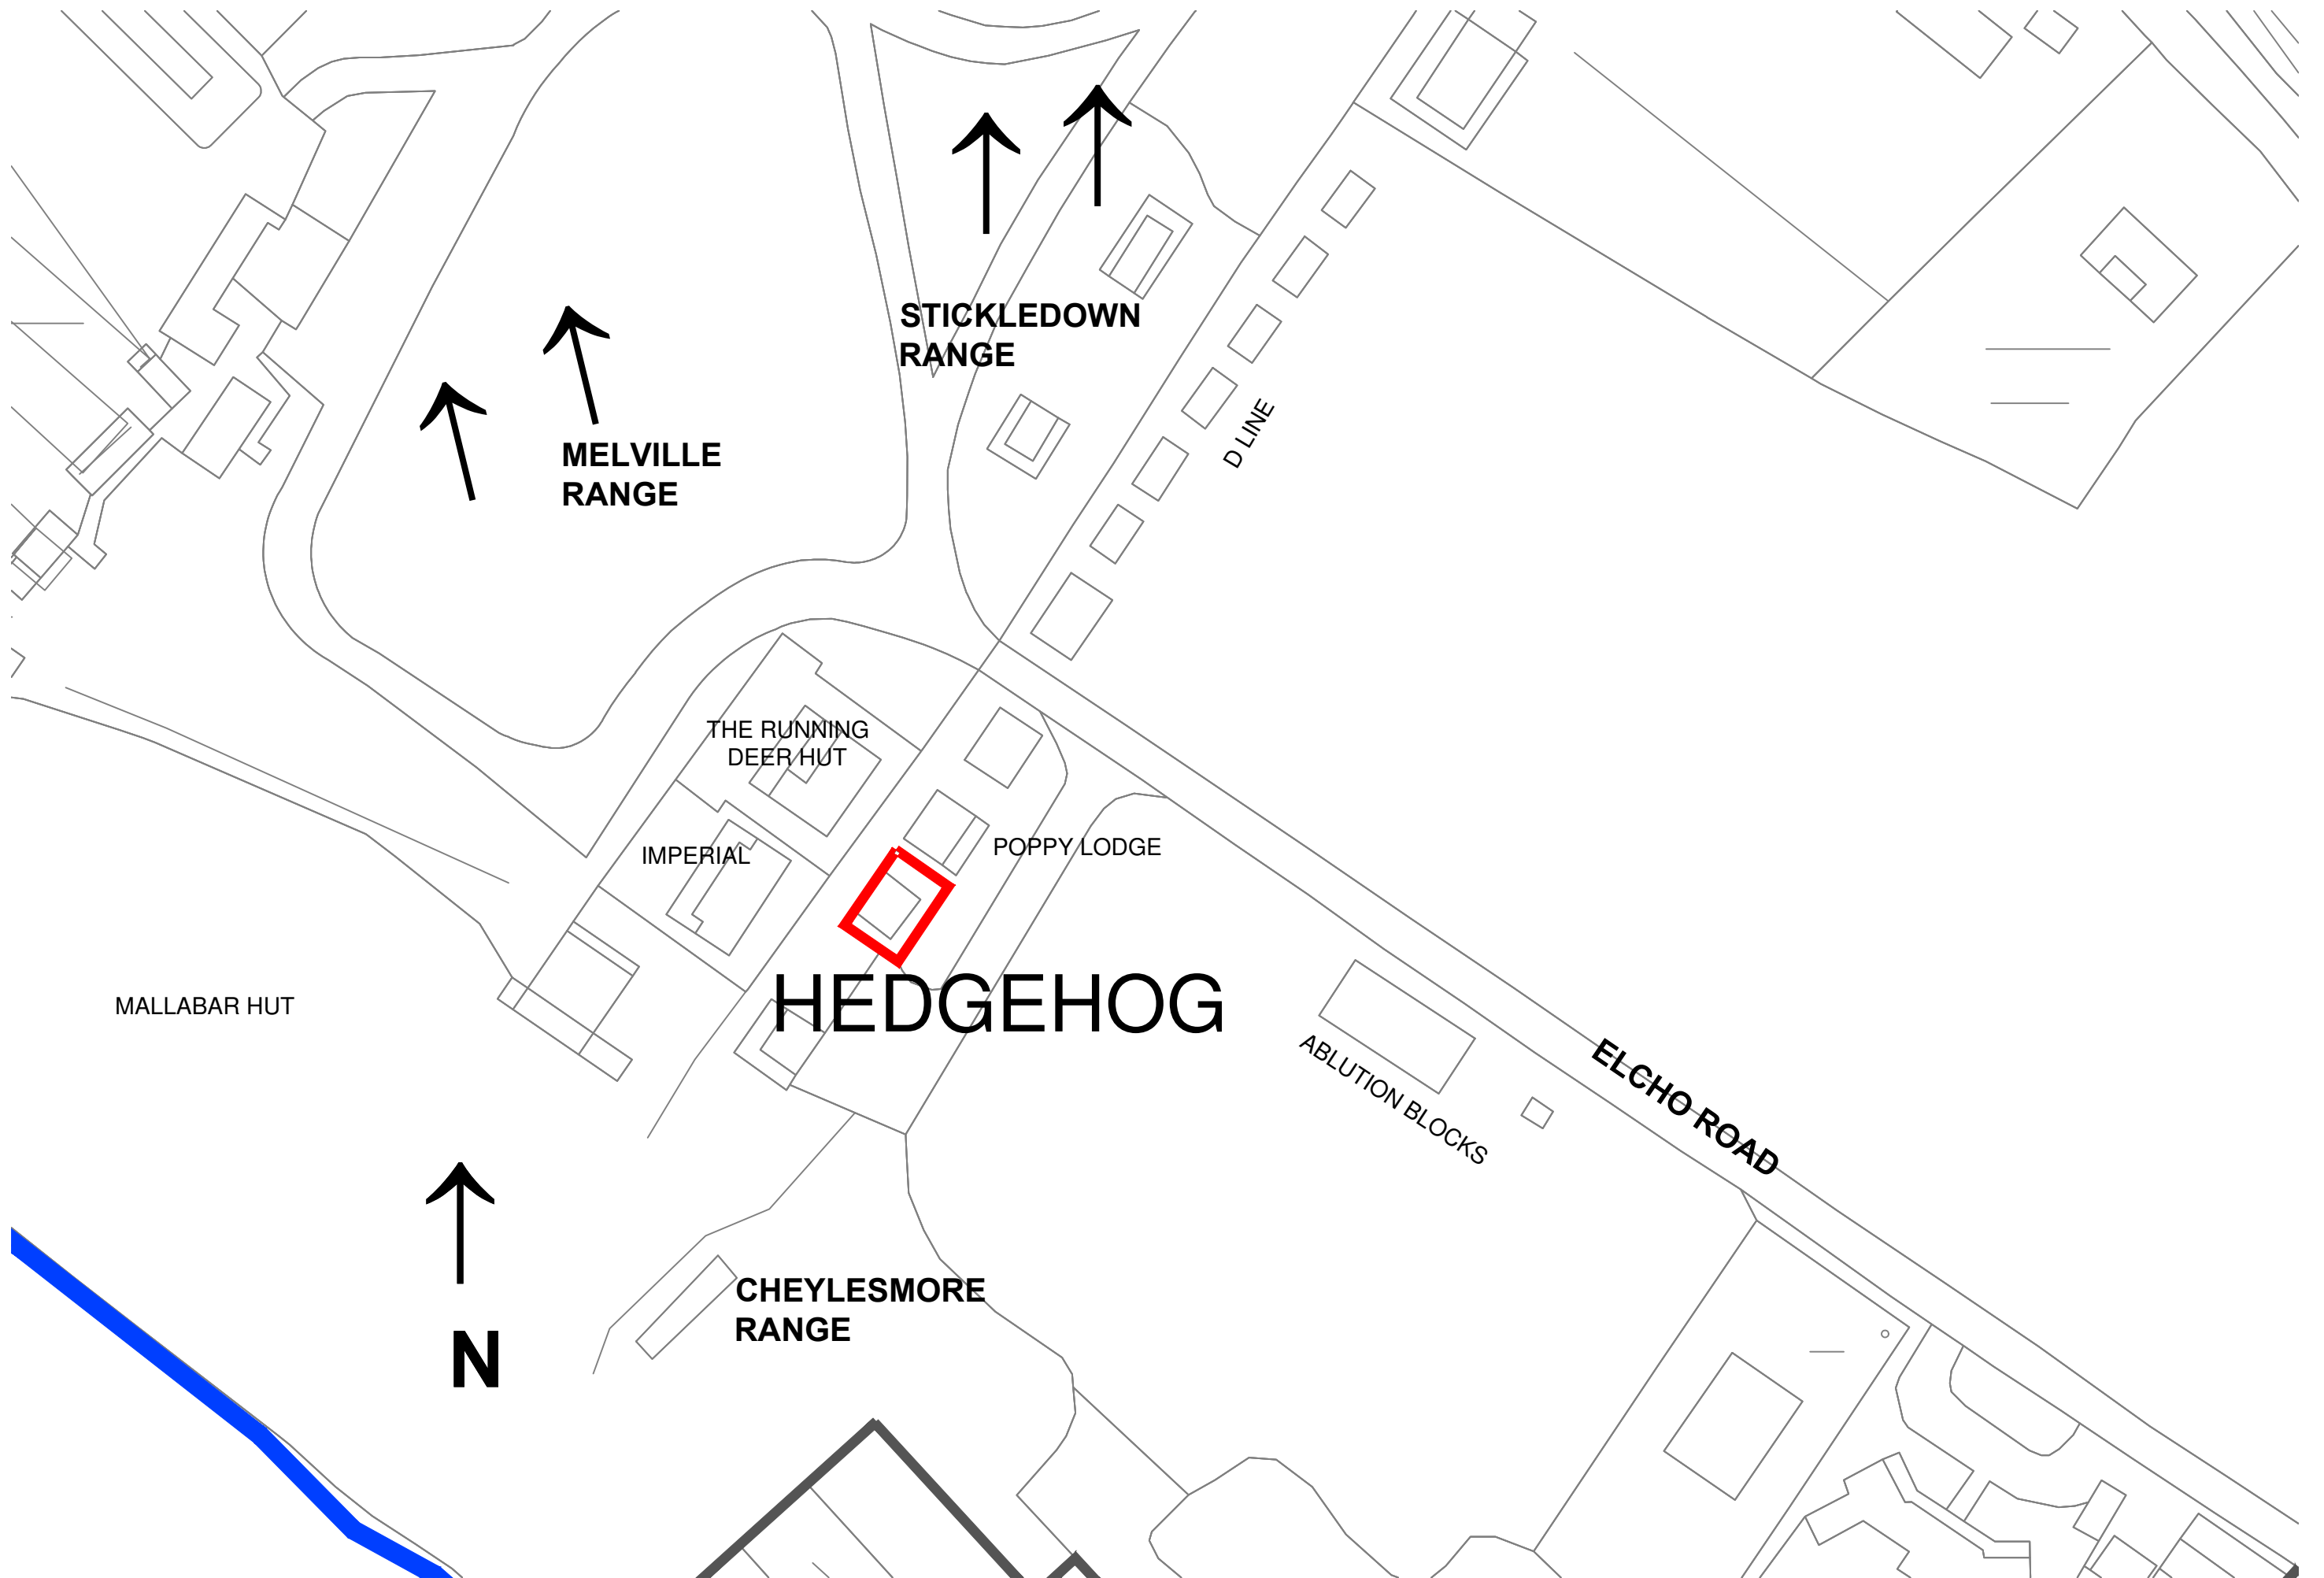 STICKLEDOWN
RANGE
D LINE
MELVILLE
RANGE
THE RUNNING
DEER HUT
IMPERIAL
POPPY LODGE
HEDGEHOG
MALLABAR HUT
ABLUTION BLOCKS
ELCHO ROAD
CHEYLESMORE
RANGE
N